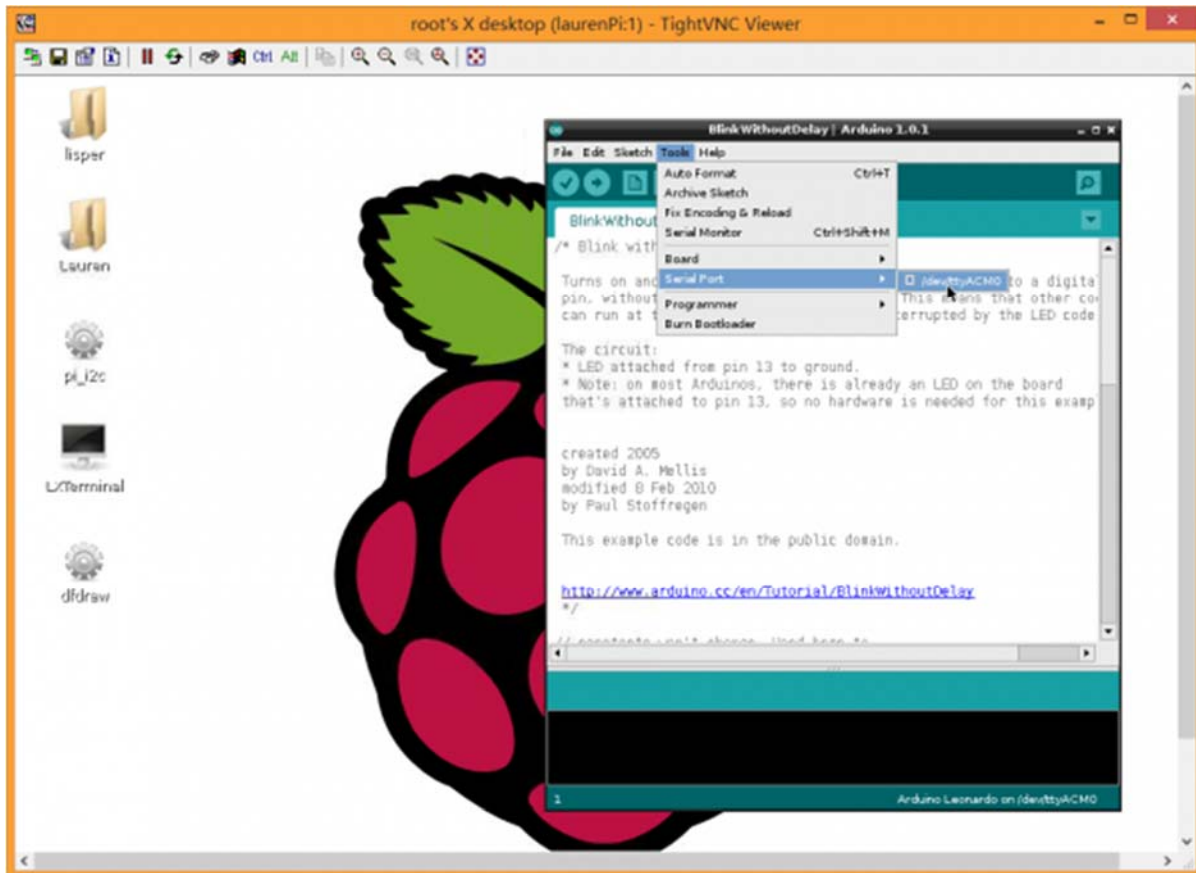 root's X desktop (laurenPi:1) - TightVNC Viewer
Ctrl Alt
lisper
Lauren
pi_i2c
LXTerminal
dfdraw
BlinkWithoutDelay | Arduino 1.0.1
File Edit Sketch Tools Help
Auto Format Ctrl+T
Archive Sketch
Fix Encoding & Reload
Serial Monitor Ctrl+Shift+M
Board
Serial Port
/dev/ttyACM0
Programmer
Burn Bootloader
BlinkWithout
/* Blink with
Turns on and to a digita
pin, without This means that other co
can run at t errupted by the LED code
The circuit:
* LED attached from pin 13 to ground.
* Note: on most Arduinos, there is already an LED on the board
that's attached to pin 13, so no hardware is needed for this examp
created 2005
by David A. Mellis
modified 8 Feb 2010
by Paul Stoffregen
This example code is in the public domain.
http://www.arduino.cc/en/Tutorial/BlinkWithoutDelay
*/
1 Arduino Leonardo on /dev/ttyACM0